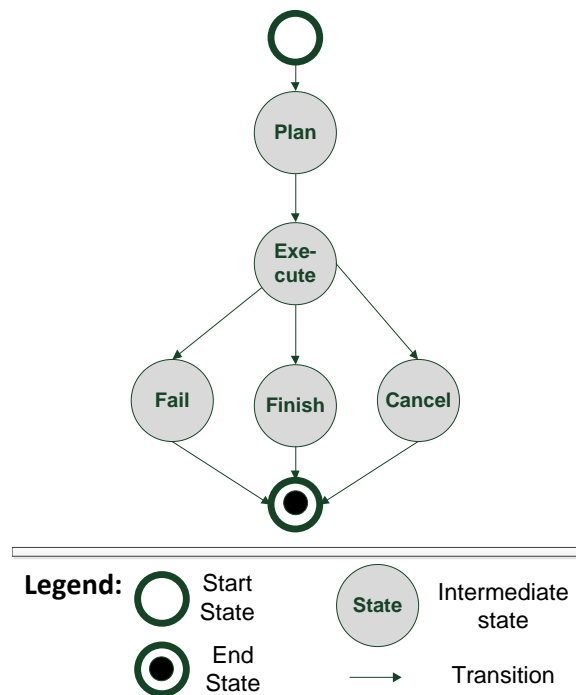 Plan
Exe-
cute
Fail
Finish
Cancel
Legend:
Start
State
State
Intermediate
state
End
State
Transition